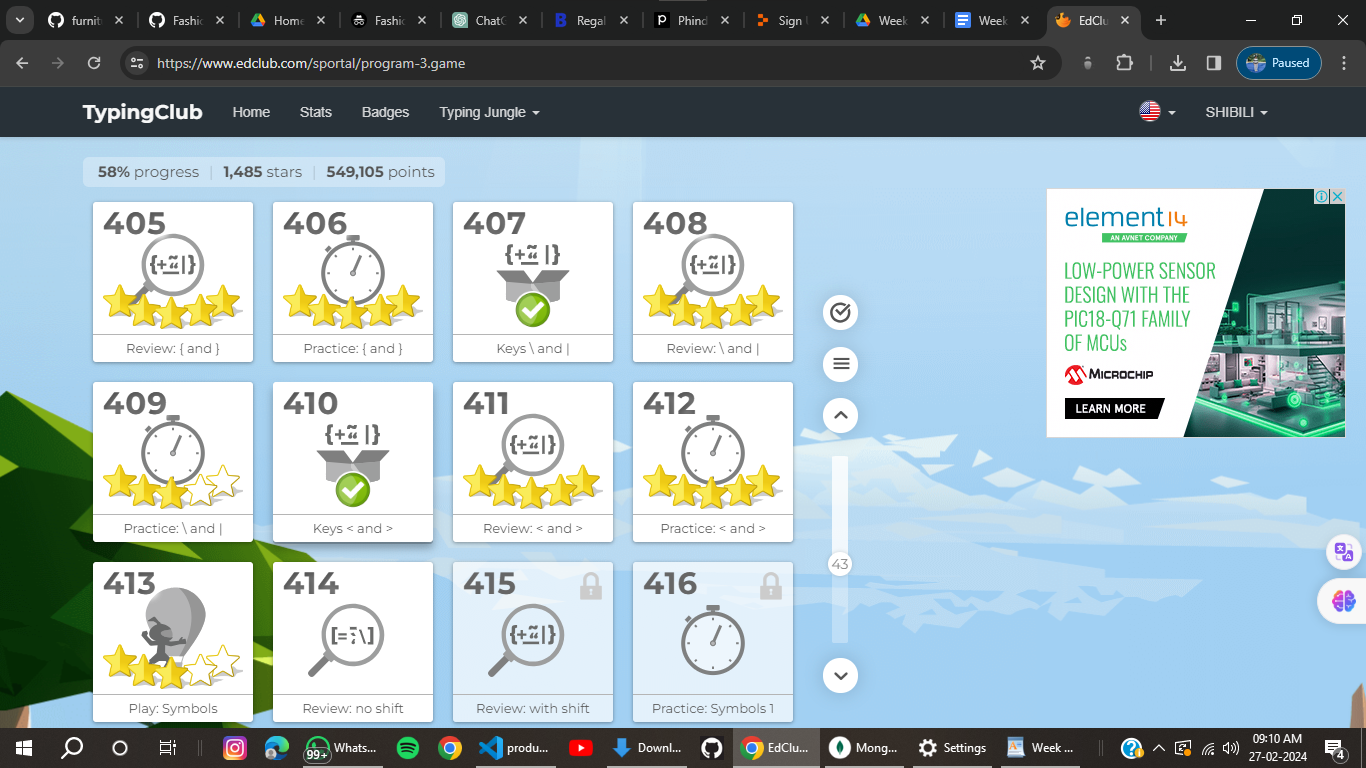 furnit
Fashic
Home
Fashic
ChatG
Regal
Phind
Sign
Week
Week
EdClu
https://www.edclub.com/sportal/program-3.game
Paused
TypingClub Home Stats Badges Typing Jungle SHIBILI
58% progress 1,485 stars 549,105 points
405
{+ã|}
Review: { and }
406
Practice: { and }
407
{+ã|}
Keys \ and |
408
{+ã|}
Review: \ and |
409
Practice: \ and |
410
{+ã|}
Keys < and >
411
{+ã|}
Review: < and >
412
Practice: < and >
413
Play: Symbols
414
[=7\]
Review: no shift
415
{+ã|}
Review: with shift
416
Practice: Symbols 1
43
element14
AN AVNET COMPANY
LOW-POWER SENSOR
DESIGN WITH THE
PIC18-Q71 FAMILY
OF MCUs
MICROCHIP
LEARN MORE
99+
Whats...
produ...
Downl...
EdClu...
Mong...
Settings
Week ...
09:10 AM
27-02-2024
4